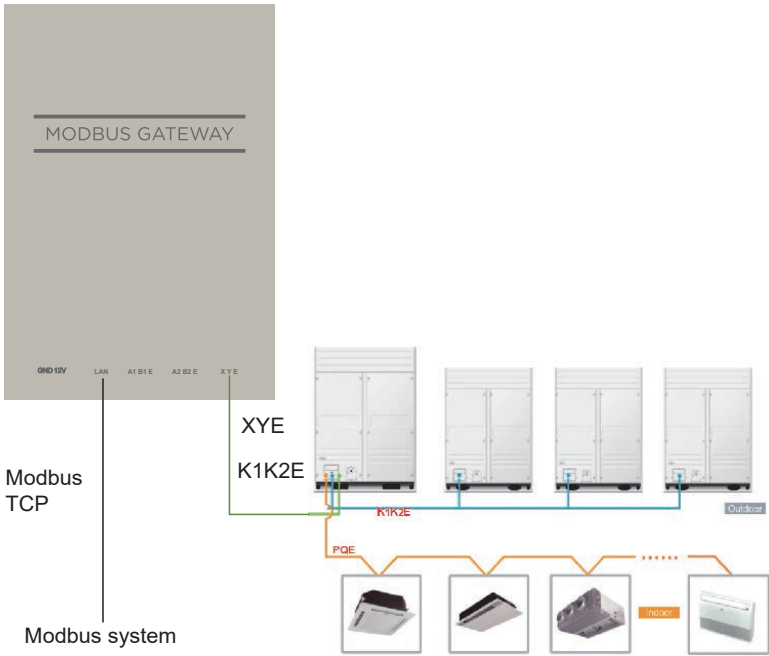 MODBUS GATEWAY
GND 12V LAN A1 B1 E A2 B2 E X Y E
XYE
K1K2E
Modbus
TCP
K1K2E
Outdoor
PQE
Indoor
Modbus system